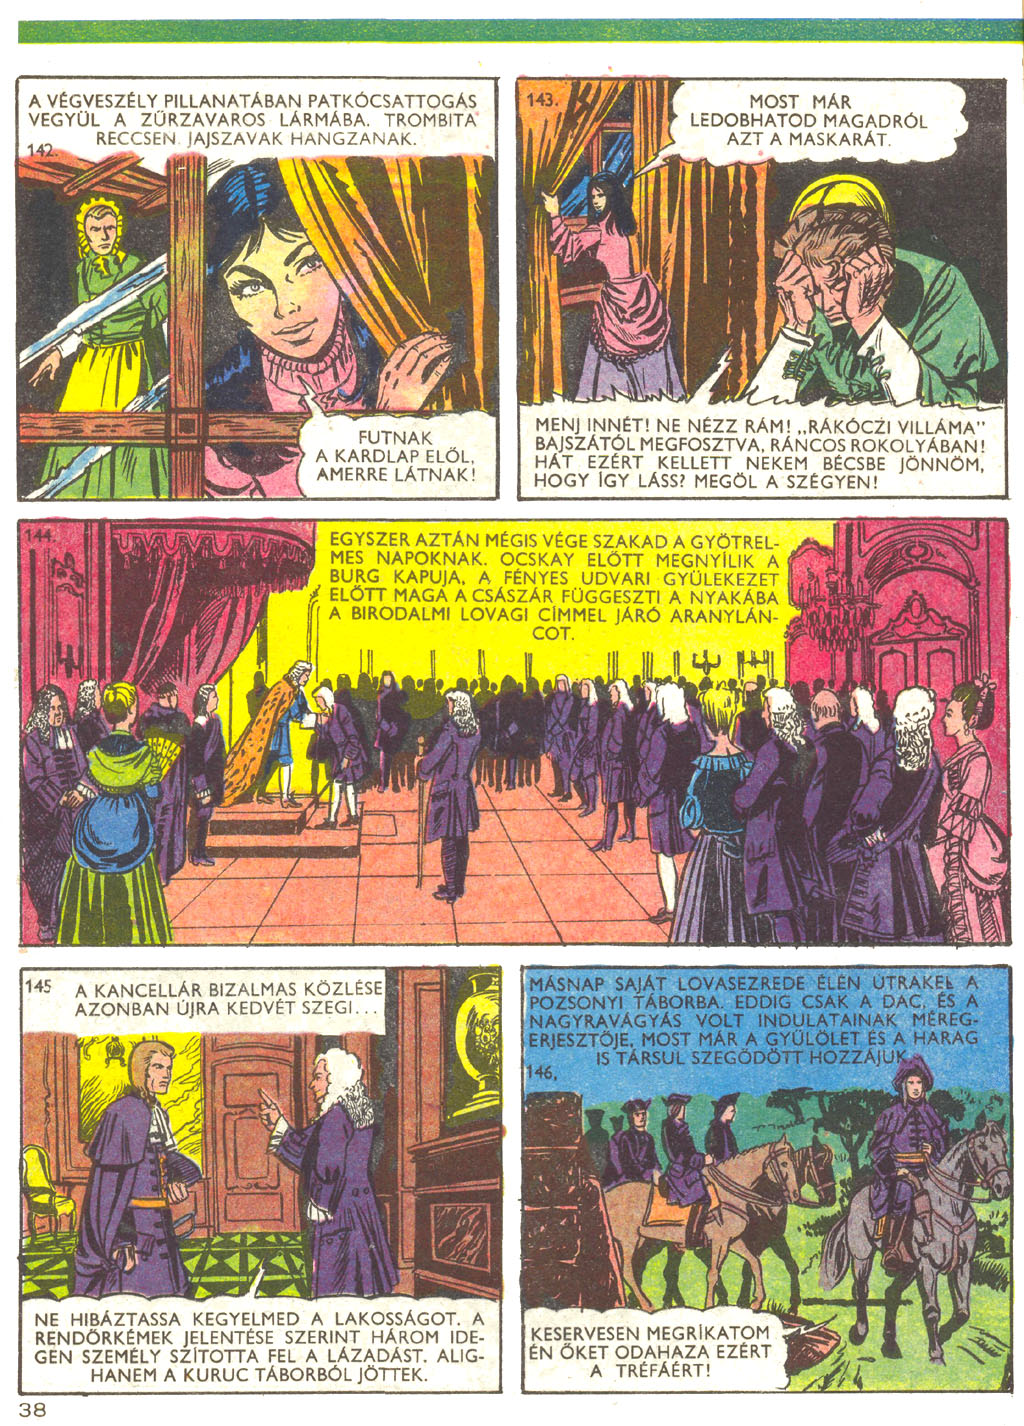 A VÉGVESZÉLY PILLANATÁBAN PATKÓCSATTOGÁS
VEGYÜL A ZŰRZAVAROS LÁRMÁBA. TROMBITA
RECCSEN. JAJSZAVAK HANGZANAK.
142.
FUTNAK
A KARDLAP ELŐL,
AMERRE LÁTNAK!
143.
MOST MÁR
LEDOBHATOD MAGADRÓL
AZT A MASKARÁT.
MENJ INNÉT! NE NÉZZ RÁM! „RÁKÓCZI VILLÁMA"
BAJSZÁTÓL MEGFOSZTVA, RÁNCOS ROKOLYÁBAN!
HÁT EZÉRT KELLETT NEKEM BÉCSBE JÖNNÖM,
HOGY ÍGY LÁSS? MEGÖL A SZÉGYEN!
144.
EGYSZER AZTÁN MÉGIS VÉGE SZAKAD A GYÖTREL-
MES NAPOKNAK. OCSKAY ELŐTT MEGNYÍLIK A
BURG KAPUJA, A FÉNYES UDVARI GYÜLEKEZET
ELŐTT MAGA A CSÁSZÁR FÜGGESZTI A NYAKÁBA
A BIRODALMI LOVAGI CÍMMEL JÁRÓ ARANYLÁN-
COT.
145
A KANCELLÁR BIZALMAS KÖZLÉSE
AZONBAN ÚJRA KEDVÉT SZEGI...
NE HIBÁZTASSA KEGYELMED A LAKOSSÁGOT. A
RENDŐRKÉMEK JELENTÉSE SZERINT HÁROM IDE-
GEN SZEMÉLY SZÍTOTTA FEL A LÁZADÁST. ALIG-
HANEM A KURUC TÁBORBÓL JÖTTEK.
MÁSNAP SAJÁT LOVASEZREDE ÉLÉN ÚTRAKEL A
POZSONYI TÁBORBA. EDDIG CSAK A DAC, ÉS A
NAGYRAVÁGYÁS VOLT INDULATAINAK MÉREG-
ERJESZTŐJE, MOST MÁR A GYŰLÖLET ÉS A HARAG
IS TÁRSUL SZEGŐDÖTT HOZZÁJUK.
146.
KESERVESEN MEGRÍKATOM
ÉN ŐKET ODAHAZA EZÉRT
A TRÉFÁÉRT!
38